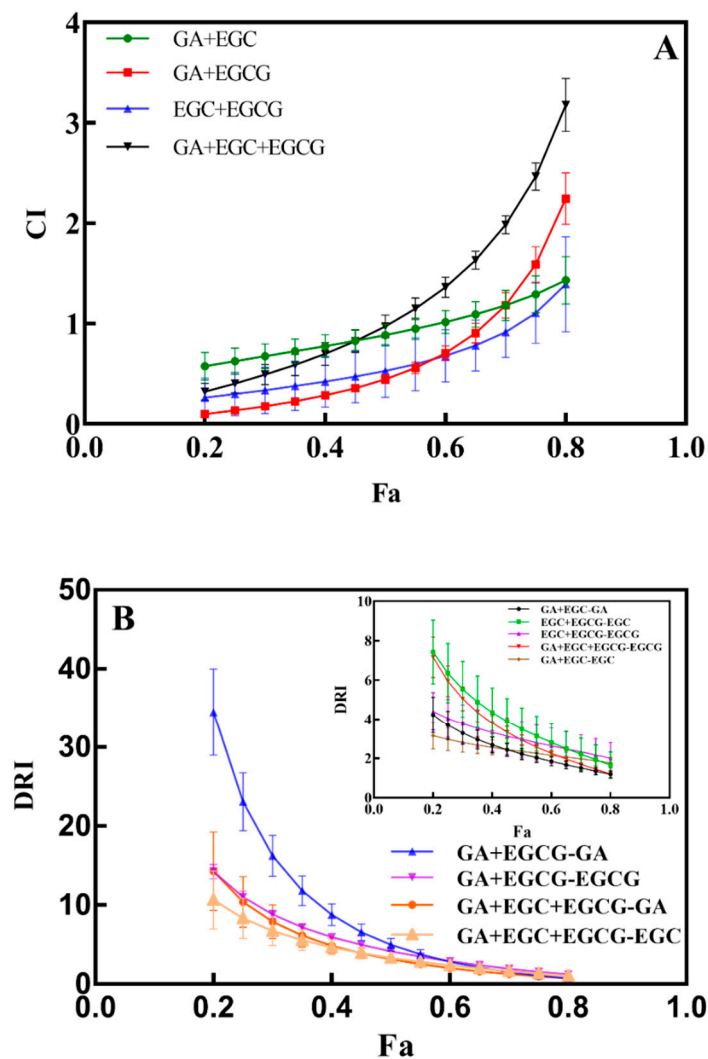 A
GA+EGC
GA+EGCG
EGC+EGCG
GA+EGC+EGCG
CI
4
3
2
1
0
0.0 0.2 0.4 0.6 0.8 1.0
Fa
B
DRI
50
40
30
20
10
0
0.0 0.2 0.4 0.6 0.8 1.0
Fa
DRI
10
8
6
4
2
0
0.0 0.2 0.4 0.6 0.8 1.0
Fa
GA+EGC-GA
EGC+EGCG-EGC
EGC+EGCG-EGCG
GA+EGC+EGCG-EGCG
GA+EGC-EGC
GA+EGCG-GA
GA+EGCG-EGCG
GA+EGC+EGCG-GA
GA+EGC+EGCG-EGC